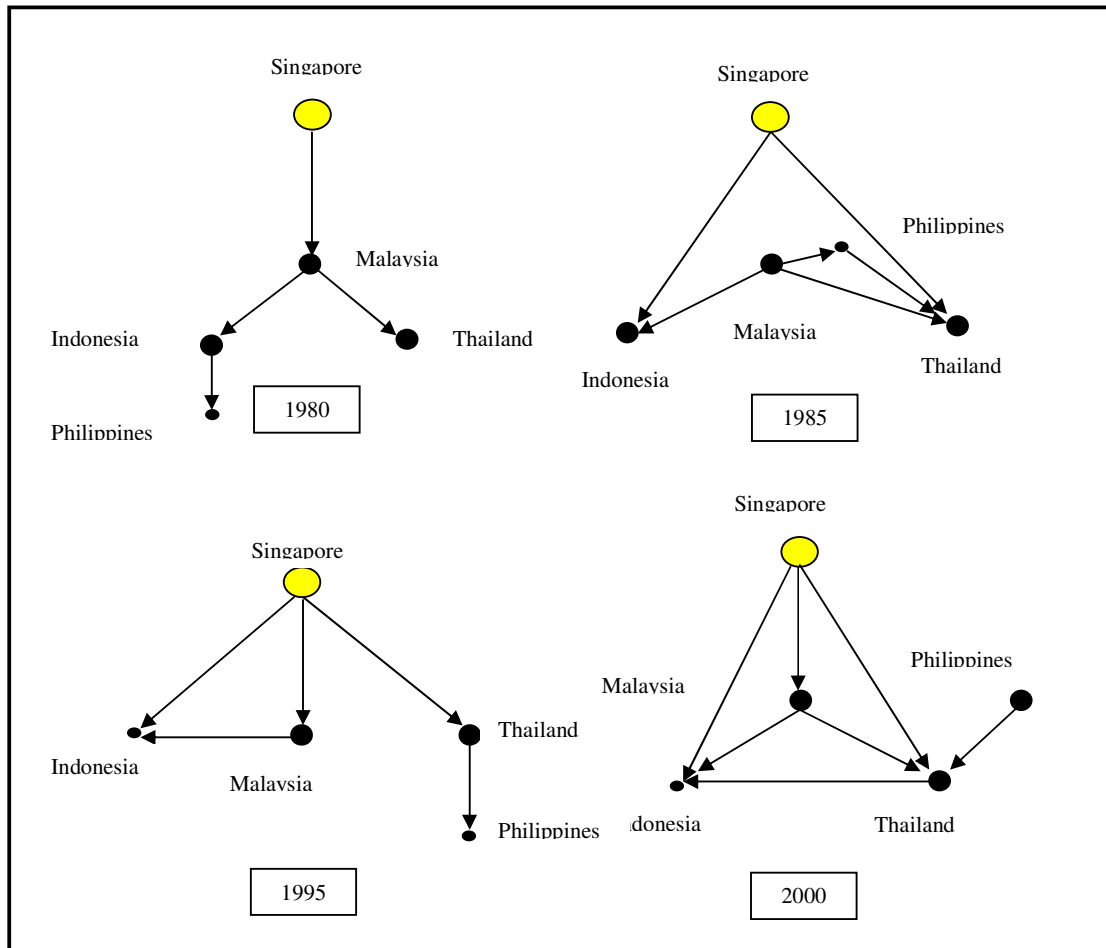 Singapore
Malaysia
Indonesia
Thailand
Philippines
1980
Singapore
Philippines
Malaysia
Thailand
Indonesia
1985
Singapore
Thailand
Indonesia
Malaysia
Philippines
1995
Singapore
Philippines
Malaysia
ndonesia
Thailand
2000